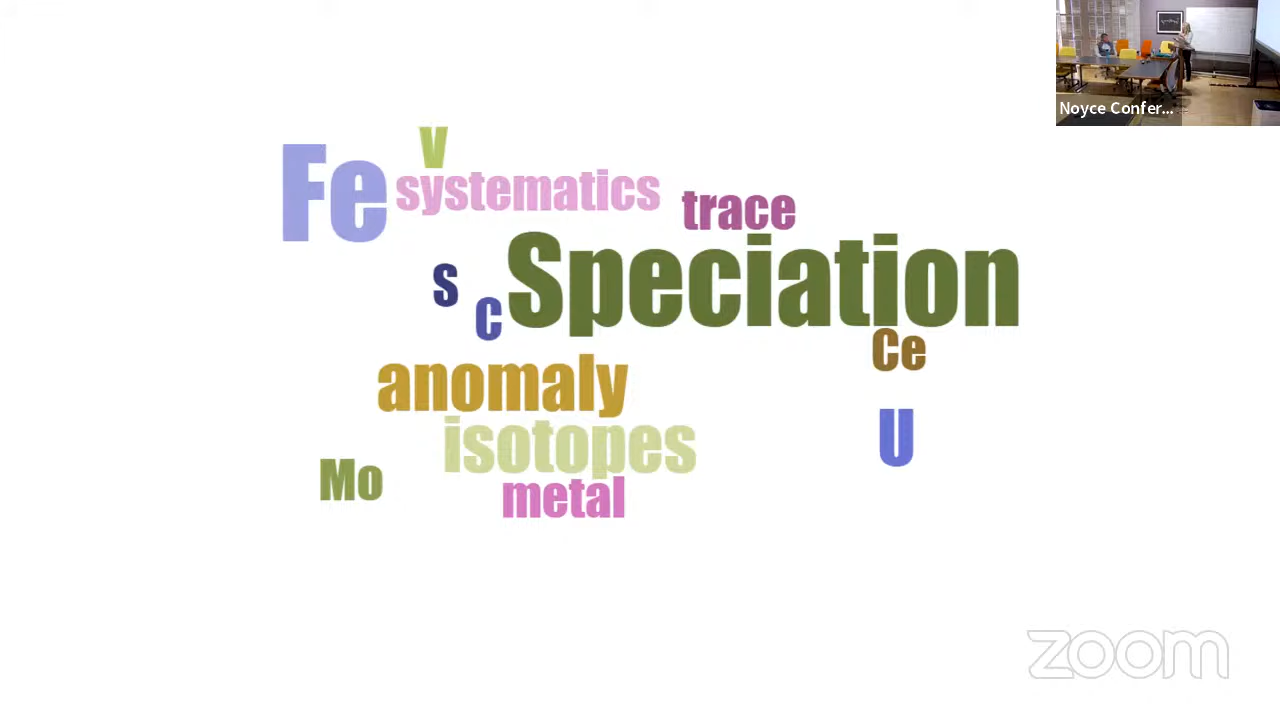 Noyce Confer...
v
Fe
systematics
trace
Speciation
s
c
Ce
anomaly
U
isotopes
Mo
metal
zoom